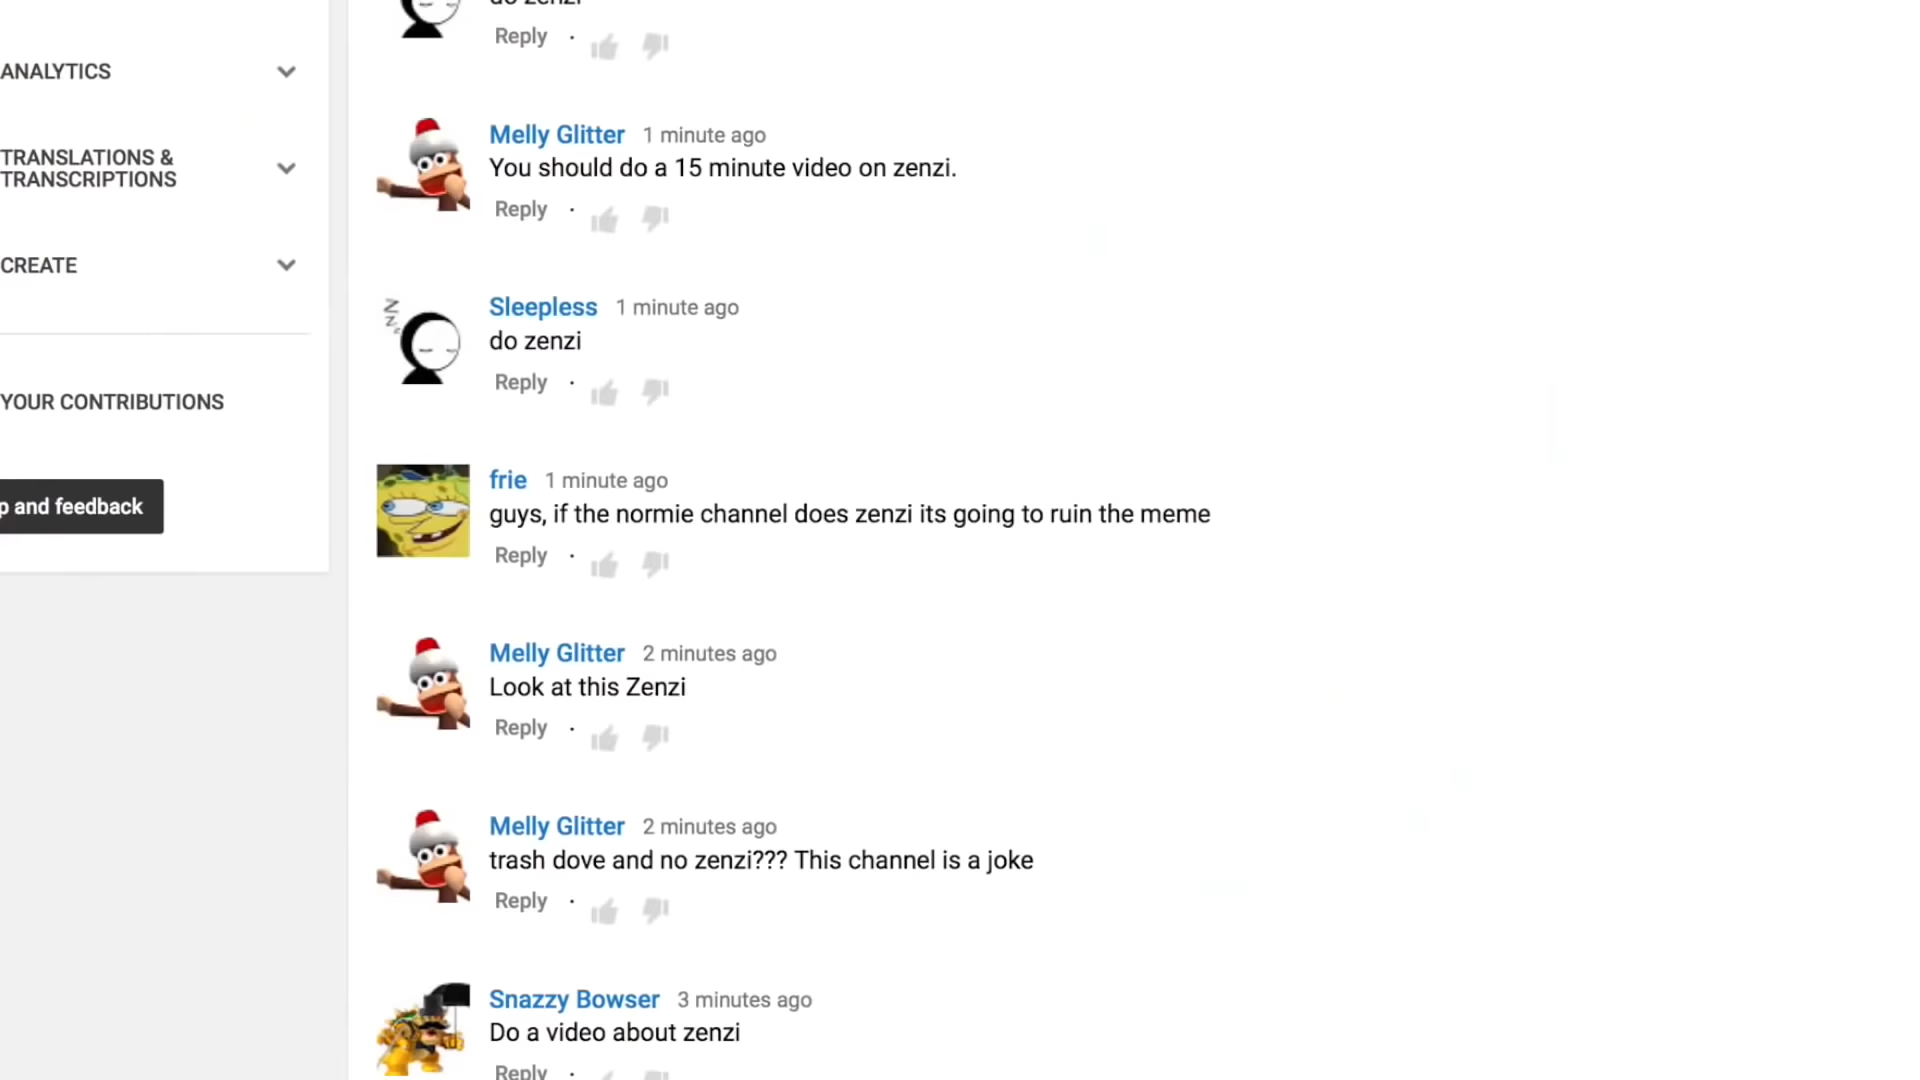 do zenzi
Reply ·
ANALYTICS
TRANSLATIONS &
TRANSCRIPTIONS
CREATE
YOUR CONTRIBUTIONS
p and feedback
Melly Glitter 1 minute ago
You should do a 15 minute video on zenzi.
Reply ·
Z
Z
Z
Sleepless 1 minute ago
do zenzi
Reply ·
frie 1 minute ago
guys, if the normie channel does zenzi its going to ruin the meme
Reply ·
Melly Glitter 2 minutes ago
Look at this Zenzi
Reply ·
Melly Glitter 2 minutes ago
trash dove and no zenzi??? This channel is a joke
Reply ·
Snazzy Bowser 3 minutes ago
Do a video about zenzi
Reply ·